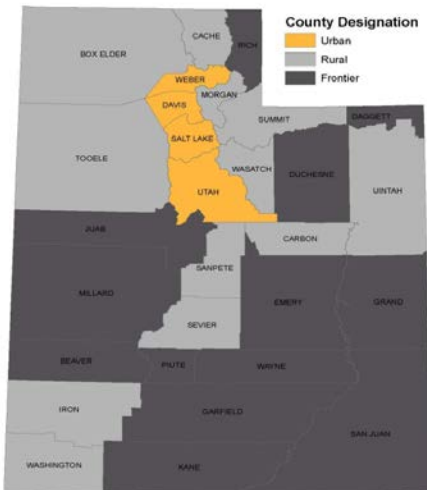 County Designation
Urban
Rural
Frontier
CACHE
RICH
BOX ELDER
WEBER
MORGAN
DAVIS
SUMMIT
DAGGETT
SALT LAKE
TOOELE
WASATCH
DUCHESNE
UINTAH
UTAH
JUAB
CARBON
SANPETE
MILLARD
EMERY
GRAND
SEVIER
BEAVER
PIUTE
WAYNE
IRON
GARFIELD
SAN JUAN
WASHINGTON
KANE